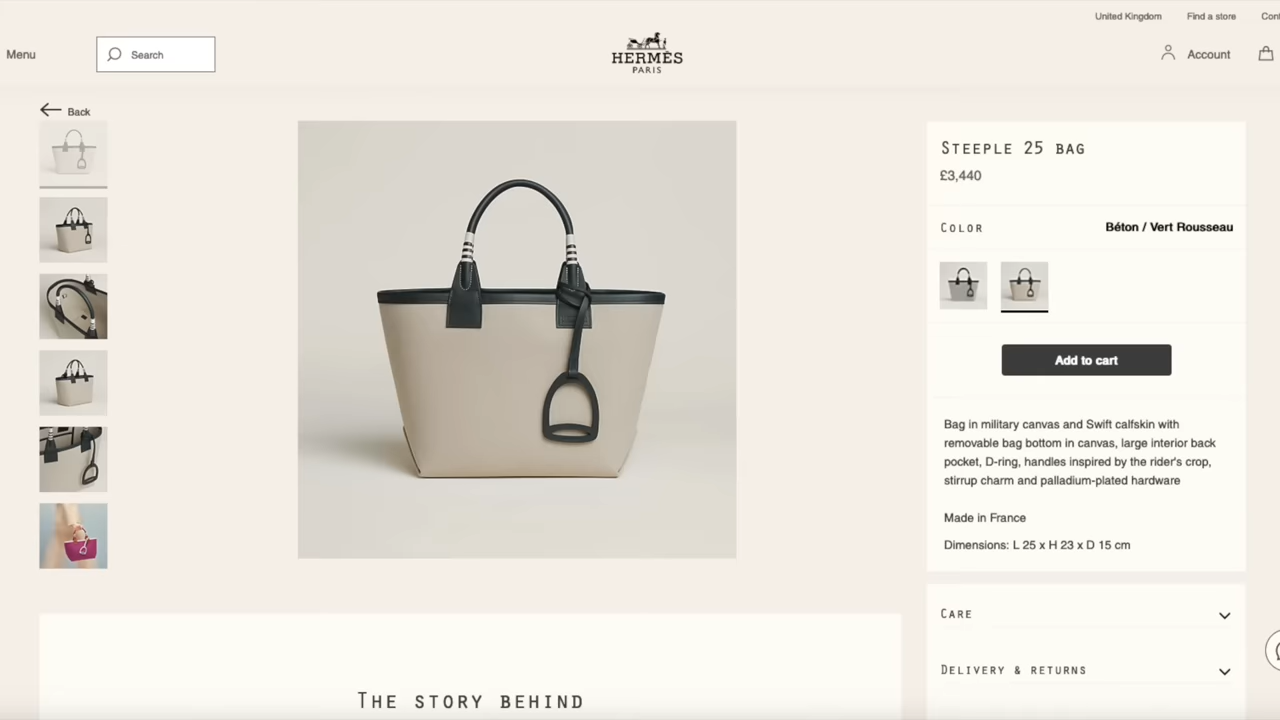 United Kingdom Find a store
Menu
Search
HERMÈS
PARIS
Account
Back
STEEPLE 25 BAG
£3,440
COLOR
Béton / Vert Rousseau
Add to cart
Bag in military canvas and Swift calfskin with
removable bag bottom in canvas, large interior back
pocket, D-ring, handles inspired by the rider's crop,
stirrup charm and palladium-plated hardware
Made in France
Dimensions: L 25 x H 23 x D 15 cm
CARE
DELIVERY & RETURNS
THE STORY BEHIND